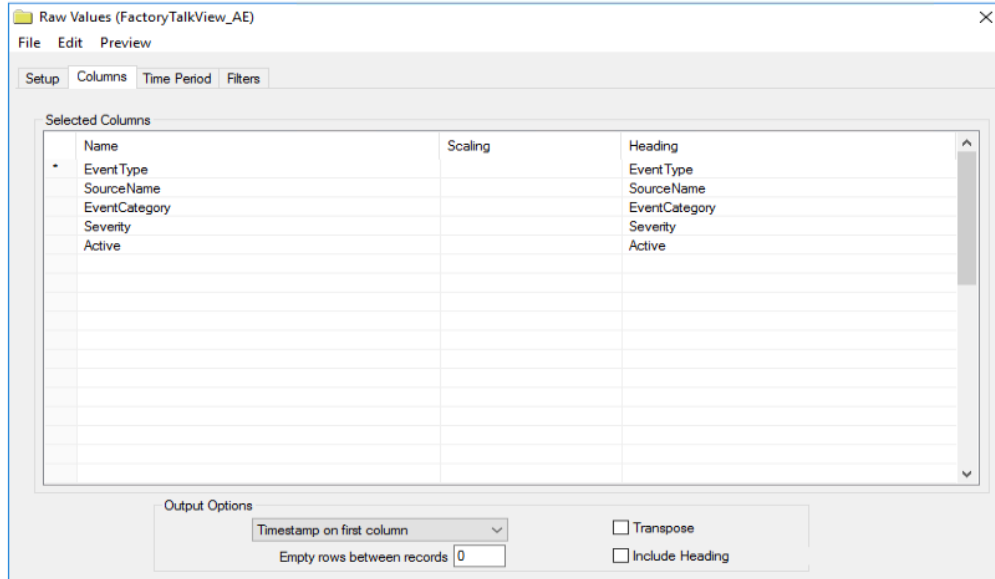 Raw Values (FactoryTalkView_AE)
File Edit Preview
Setup Columns Time Period Filters
Selected Columns
Name Scaling Heading
* EventType EventType
SourceName SourceName
EventCategory EventCategory
Severity Severity
Active Active
Output Options
Timestamp on first column Transpose
Empty rows between records 0 Include Heading